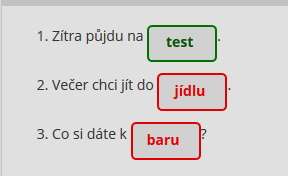 1. Zítra půjdu na test.
2. Večer chci jít do jídlu.
3. Co si dáte k baru?